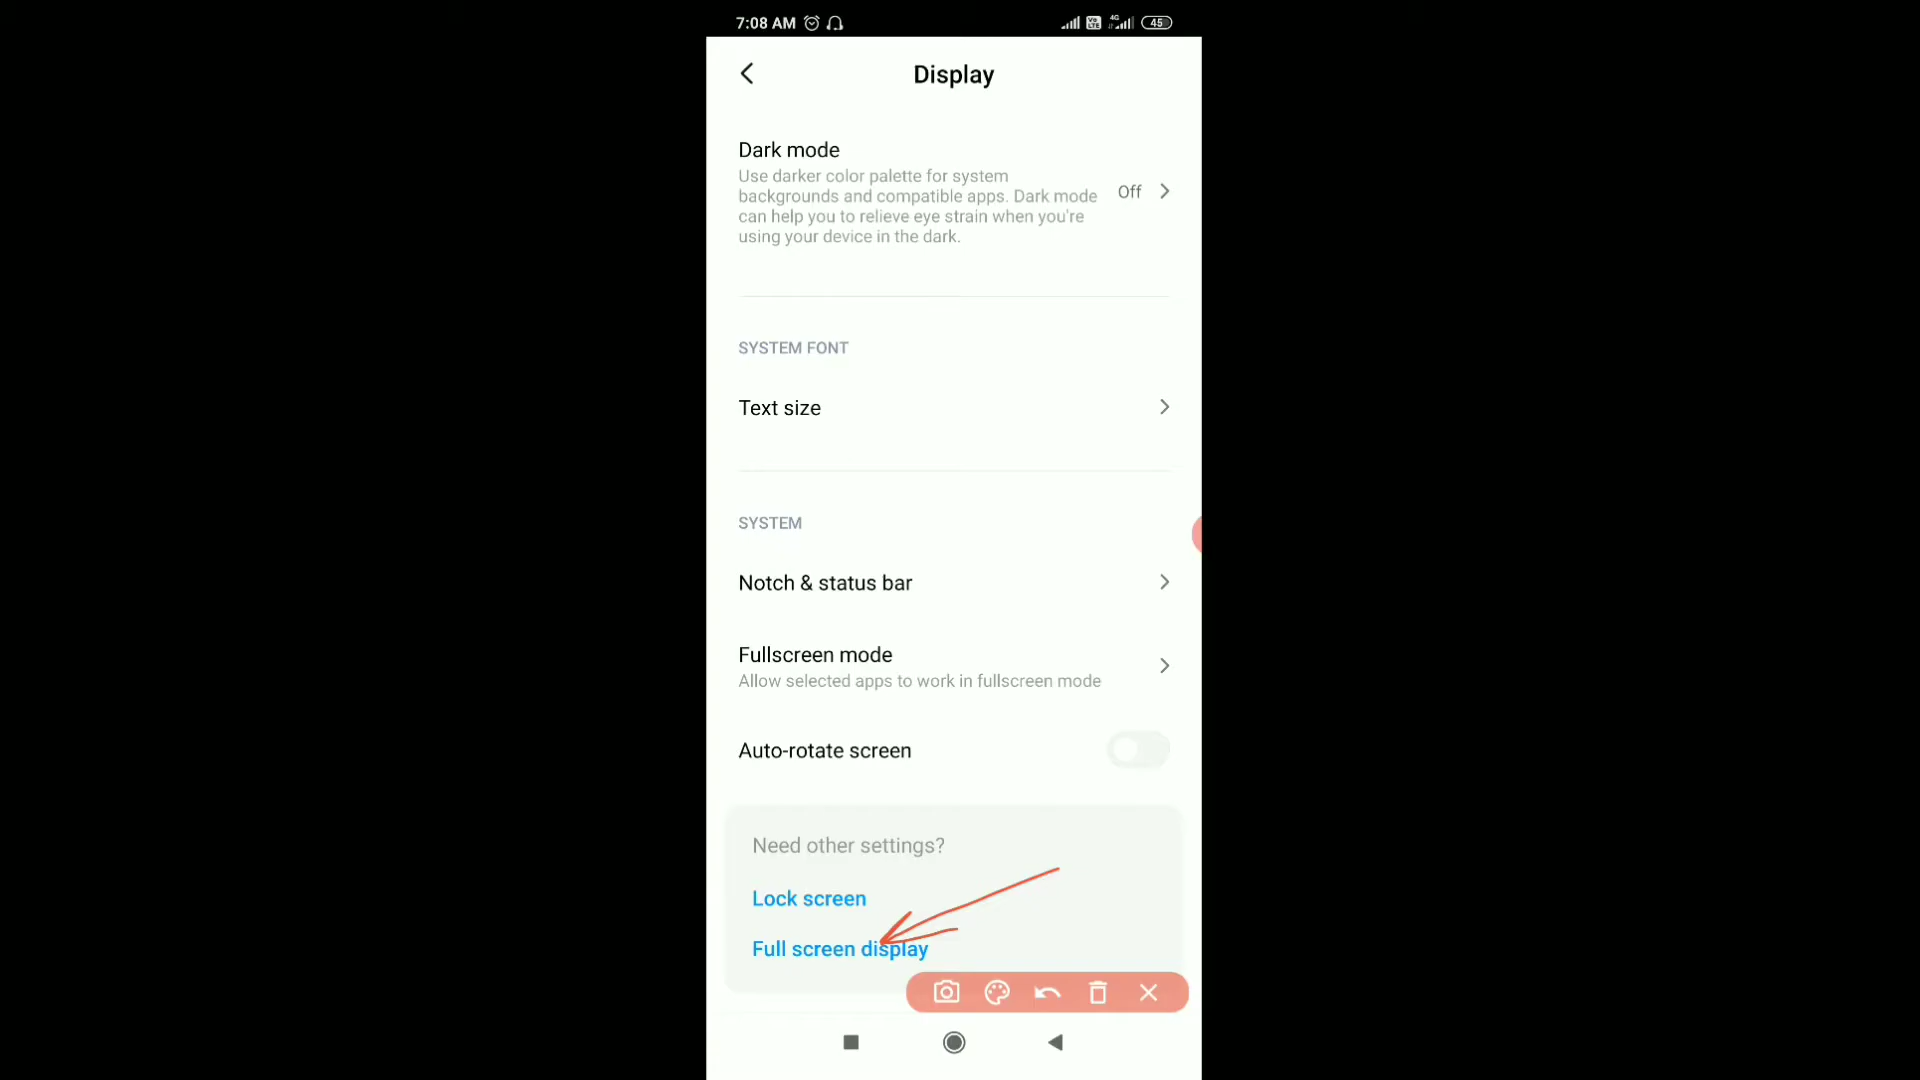 7:08 AM
Vo
LTE
4G
45
Display
Dark mode
Use darker color palette for system
backgrounds and compatible apps. Dark mode
can help you to relieve eye strain when you're
using your device in the dark.
Off
SYSTEM FONT
Text size
SYSTEM
Notch & status bar
Fullscreen mode
Allow selected apps to work in fullscreen mode
Auto-rotate screen
Need other settings?
Lock screen
Full screen display